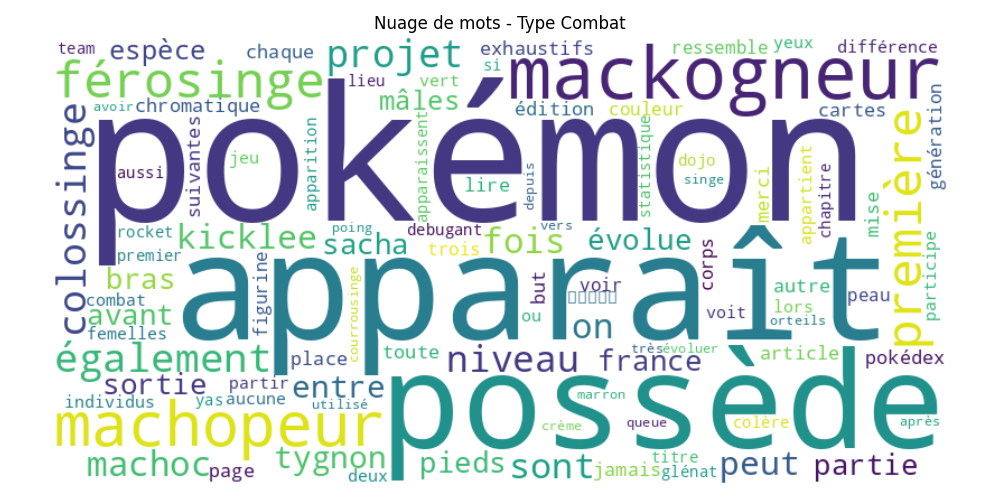 Nuage de mots - Type Combat
team espèce chaque projet exhaustifs si ressemble yeux différence
férosinge lieu vert mackogneur
avoir chromatique mâles édition couleur cartes
pokémon
colossinge aussi suivantes jeu apparition apparaissent lire depuis statistique dojo singe merci appartient chapitre mise première génération
rocket kicklee poing sacha debugant trois fois vers évolue
premier bras
apparaît
combat avant femelles figurine courrousinge ou but voir on corps voit autre lors orteils peau participe
également place toute niveau france très évoluer article pokédex
sortie partir entre
possède
individus yas aucune utilisé marron
machopeur crème queue colère après
machoc page tygnon deux pieds sont jamais titre glénat peut partie